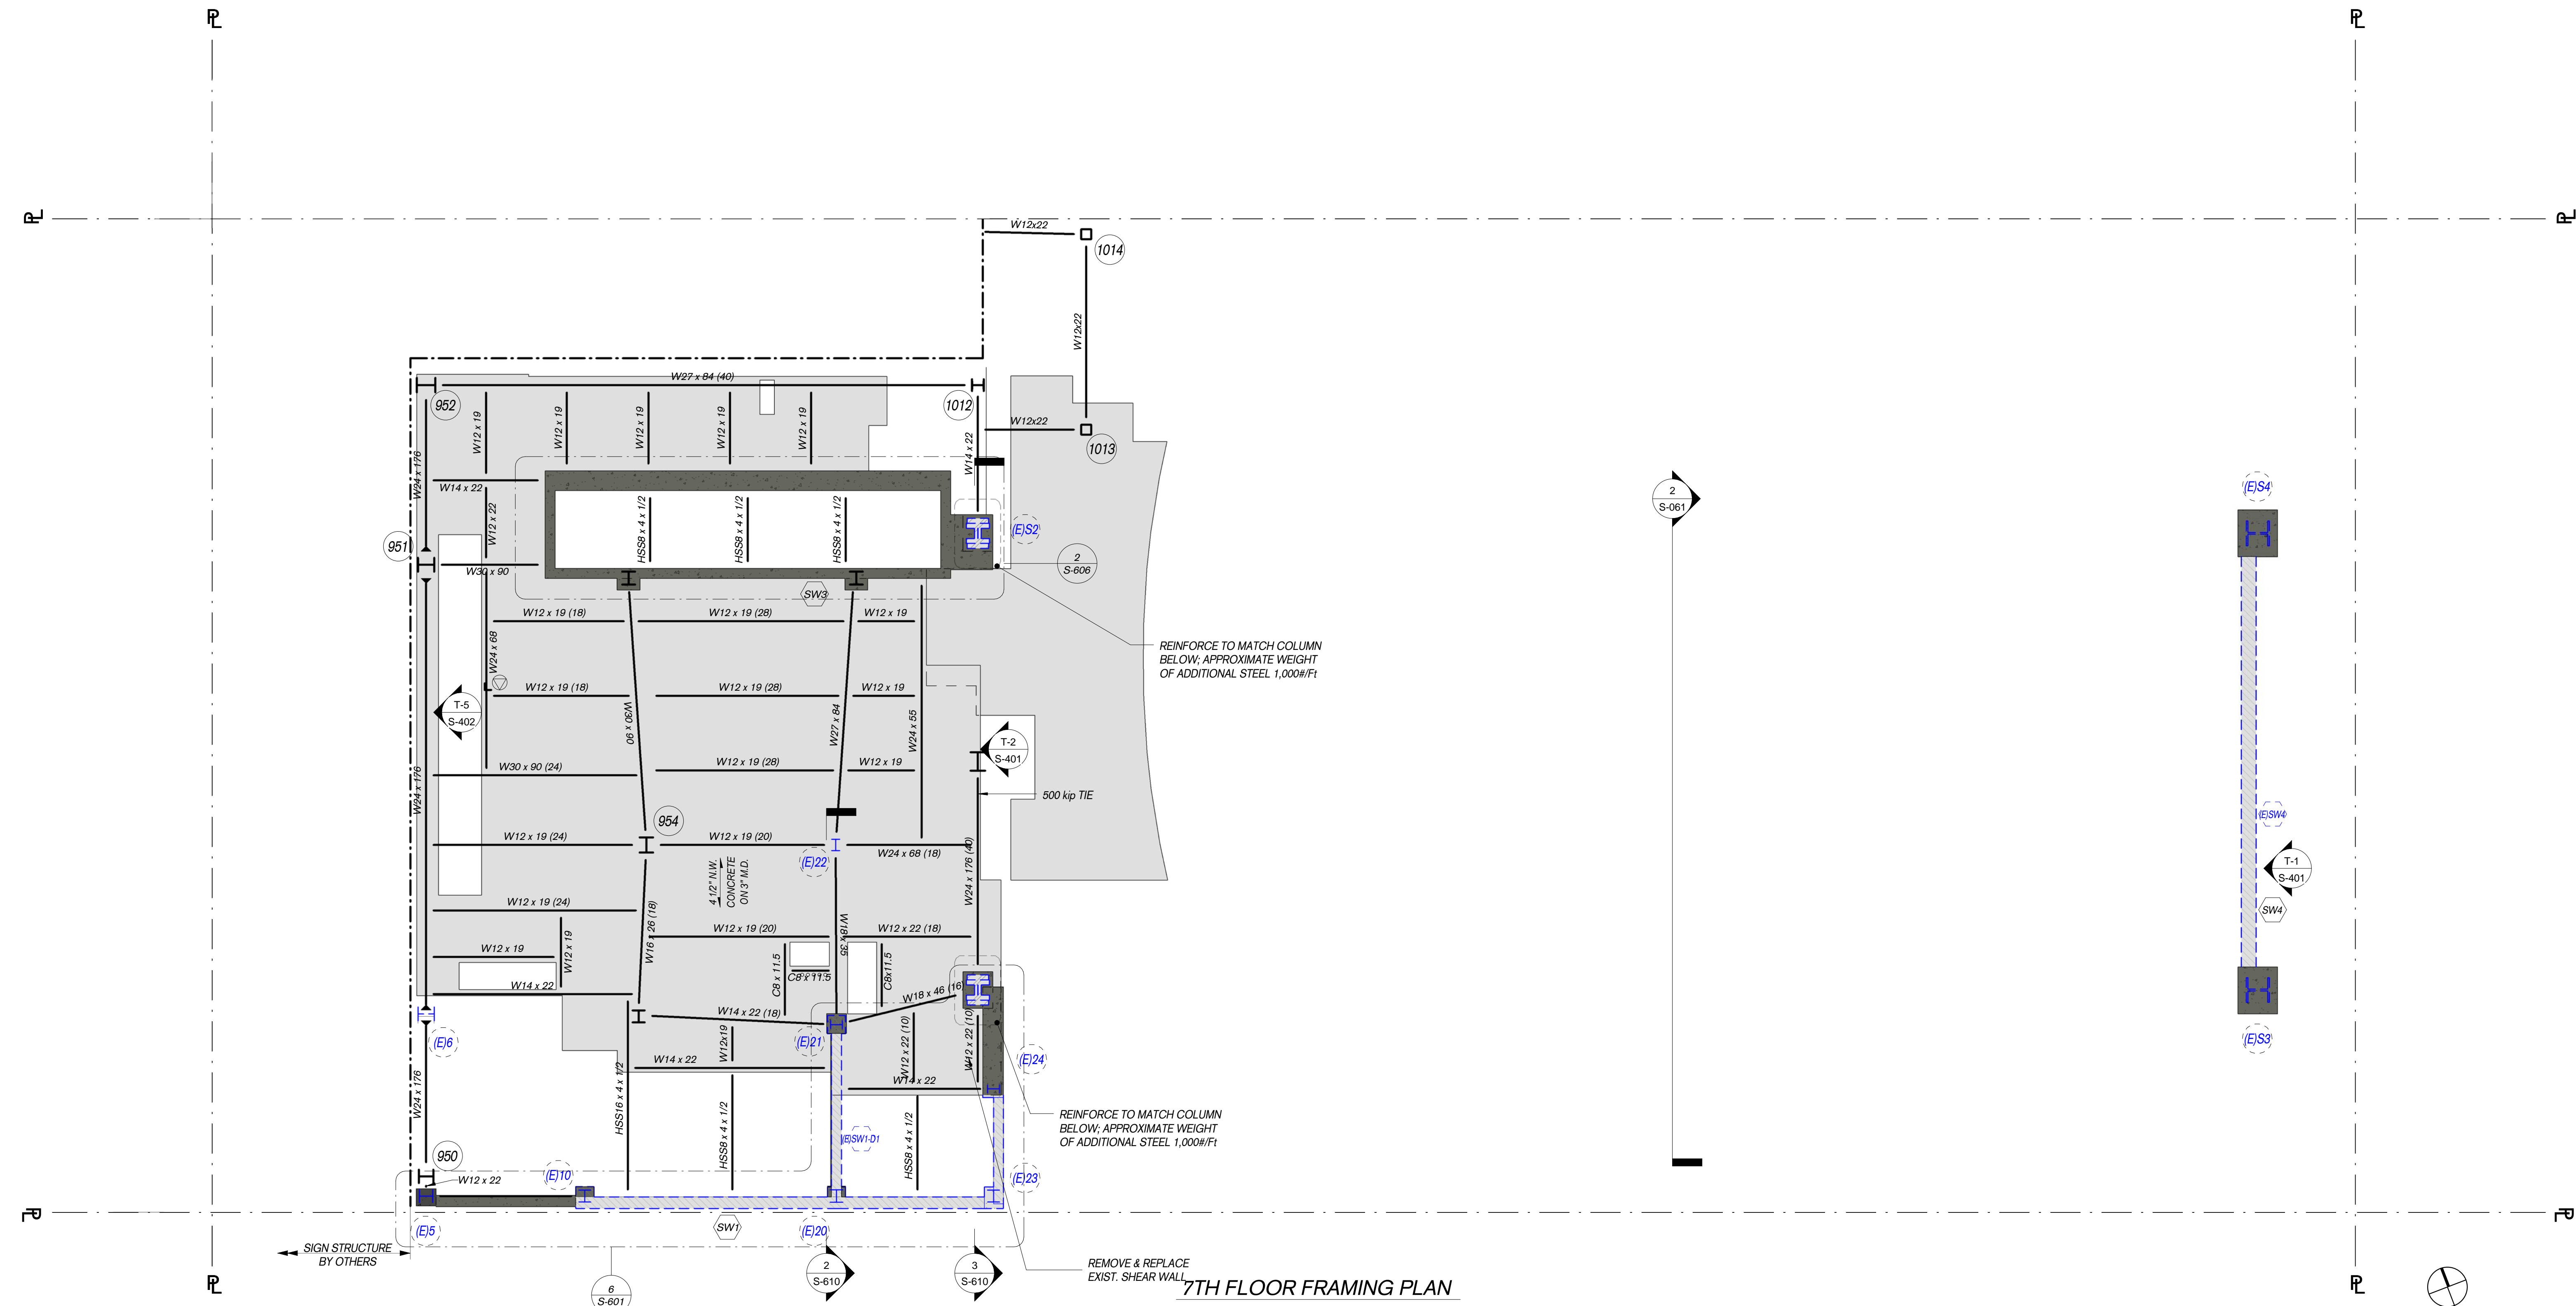 PL
PL
PL
PL
W12x22
1014
W12x22
W27 x 84 (40)
952
1012
W12x22
1013
W12 x 19
W12 x 19
W12 x 19
W12 x 19
W12 x 19
W14 x 22
W24 x 176
W14 x 22
2
S-061
(E)S4
W12 x 22
HSS8 x 4 x 1/2
HSS8 x 4 x 1/2
HSS8 x 4 x 1/2
(E)S2
951
W30 x 90
2
S-606
SW3
W12 x 19 (18)
W12 x 19 (28)
W12 x 19
W24 x 68
REINFORCE TO MATCH COLUMN
BELOW; APPROXIMATE WEIGHT
OF ADDITIONAL STEEL 1,000#/Ft
W12 x 19 (18)
W12 x 19 (28)
W12 x 19
T-5
S-402
W30 x 90
W27 x 84
W24 x 55
T-2
S-401
W30 x 90 (24)
W12 x 19 (28)
W12 x 19
W24 x 176
500 kip TIE
954
(E)SW4
W12 x 19 (24)
W12 x 19 (20)
W24 x 68 (18)
(E)22
4 1/2" N.W.
CONCRETE
ON 3" M.D.
W24 x 176 (40)
T-1
S-401
W12 x 19 (24)
SW4
W16 x 26 (18)
W12 x 19 (20)
W18 x 35
W12 x 22 (18)
W12 x 19
W12 x 19
C8 x 11.5
C8 x 11.5
C8x11.5
W14 x 22
W18 x 46 (16)
W14 x 22 (18)
(E)6
(E)21
W12x19
W12 x 22 (10)
W12 x 22 (10)
(E)24
(E)S3
W14 x 22
W14 x 22
W24 x 176
HSS16 x 4 x 1/2
HSS8 x 4 x 1/2
(E)SW1-D1
HSS8 x 4 x 1/2
REINFORCE TO MATCH COLUMN
BELOW; APPROXIMATE WEIGHT
OF ADDITIONAL STEEL 1,000#/Ft
950
W12 x 22
(E)10
(E)23
PL
PL
(E)5
SW1
(E)20
SIGN STRUCTURE
BY OTHERS
2
S-610
3
S-610
REMOVE & REPLACE
EXIST. SHEAR WALL
6
S-601
7TH FLOOR FRAMING PLAN
PL
PL